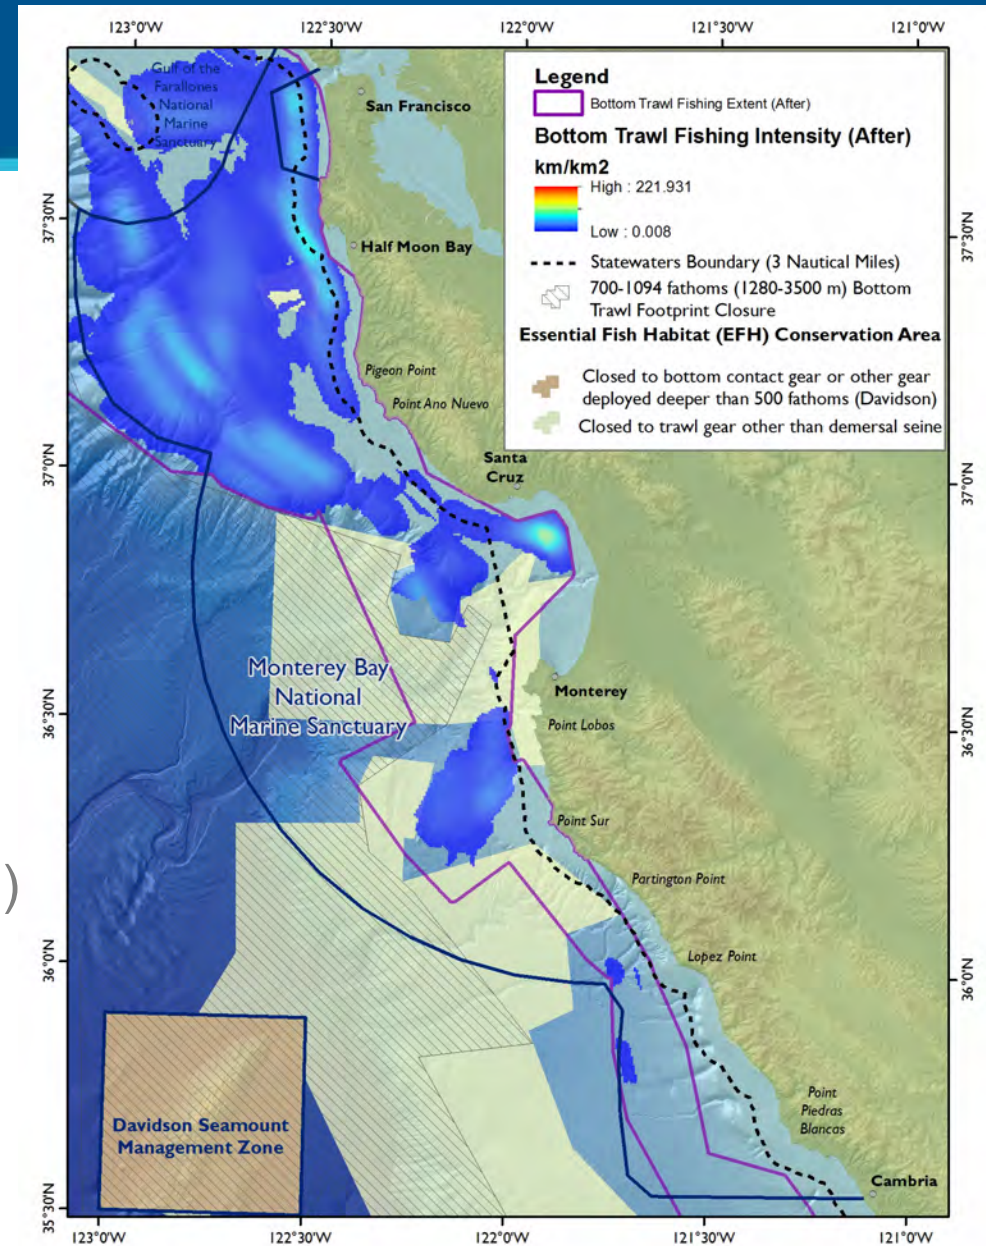 123°0'W
122°30'W
122°0'W
121°30'W
121°0'W
Gulf of the
Farallones
National
Marine
Sanctuary
San Francisco
Legend
Bottom Trawl Fishing Extent (After)
Bottom Trawl Fishing Intensity (After)
km/km2
High : 221.931
Low : 0.008
Statewaters Boundary (3 Nautical Miles)
700-1094 fathoms (1280-3500 m) Bottom
Trawl Footprint Closure
Essential Fish Habitat (EFH) Conservation Area
Closed to bottom contact gear or other gear
deployed deeper than 500 fathoms (Davidson)
Closed to trawl gear other than demersal seine
37°30'N
37°30'N
Half Moon Bay
Pigeon Point
Point Ano Nuevo
37°0'N
37°0'N
Santa
Cruz
Monterey Bay
National
Marine Sanctuary
Monterey
36°30'N
36°30'N
Point Lobos
Point Sur
)
Partington Point
Lopez Point
36°0'N
36°0'N
Davidson Seamount
Management Zone
Point
Piedras
Blancas
Cambria
35°30'N
35°30'N
123°0'W
122°30'W
122°0'W
121°30'W
121°0'W